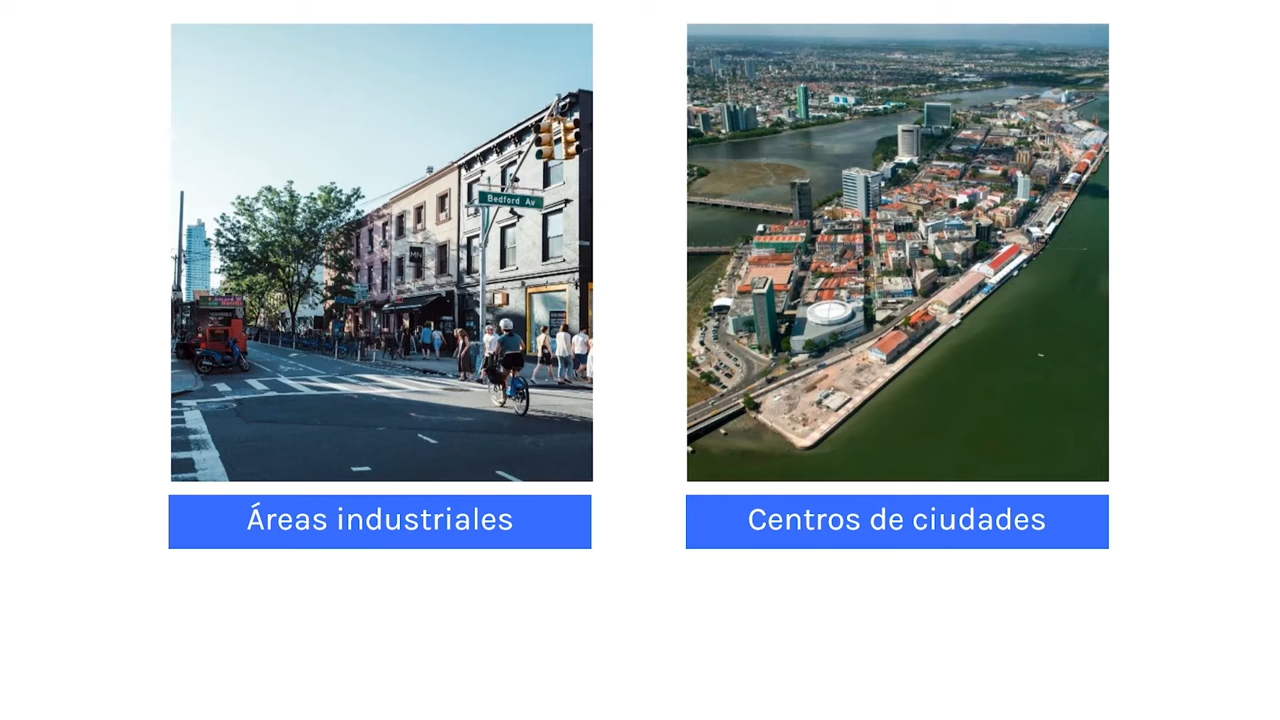 Bedford Av
Áreas industriales
Centros de ciudades